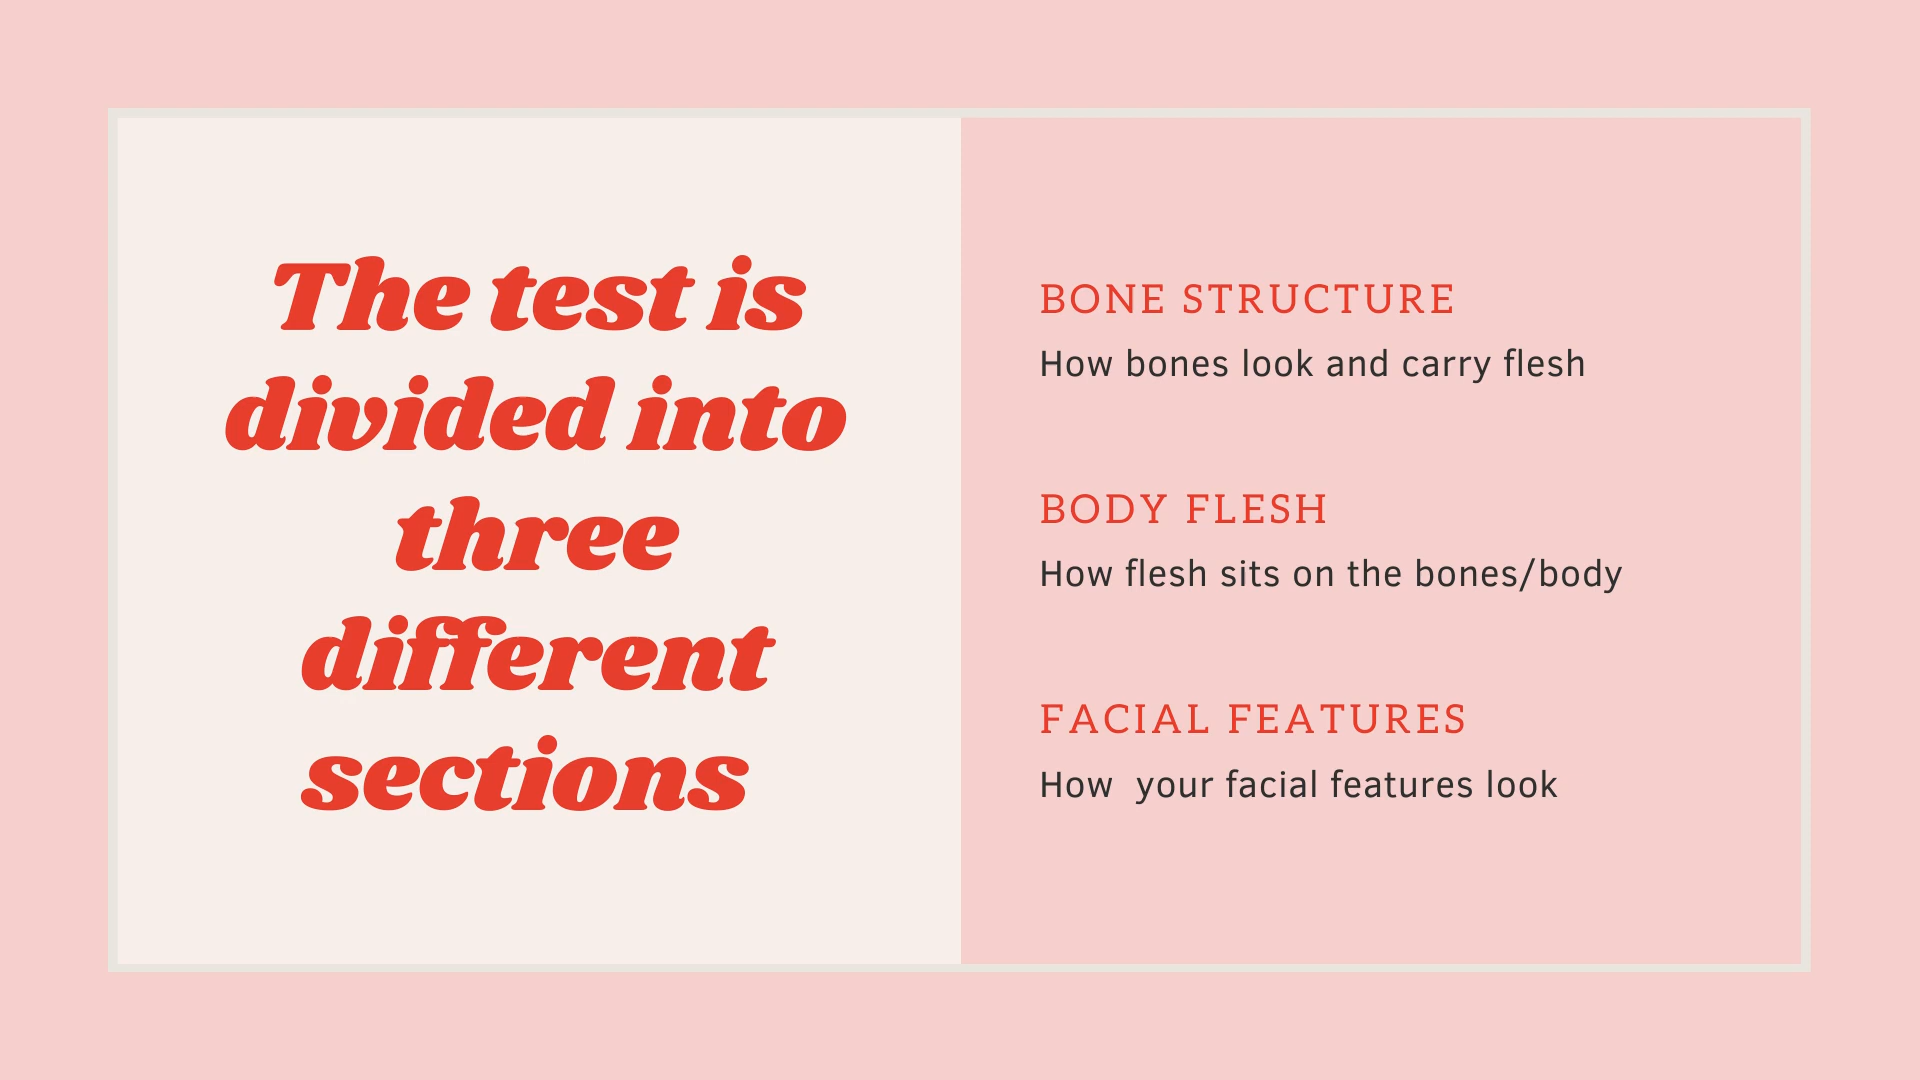 The test is
divided into
three
different
sections
BONE STRUCTURE
How bones look and carry flesh
BODY FLESH
How flesh sits on the bones/body
FACIAL FEATURES
How  your facial features look